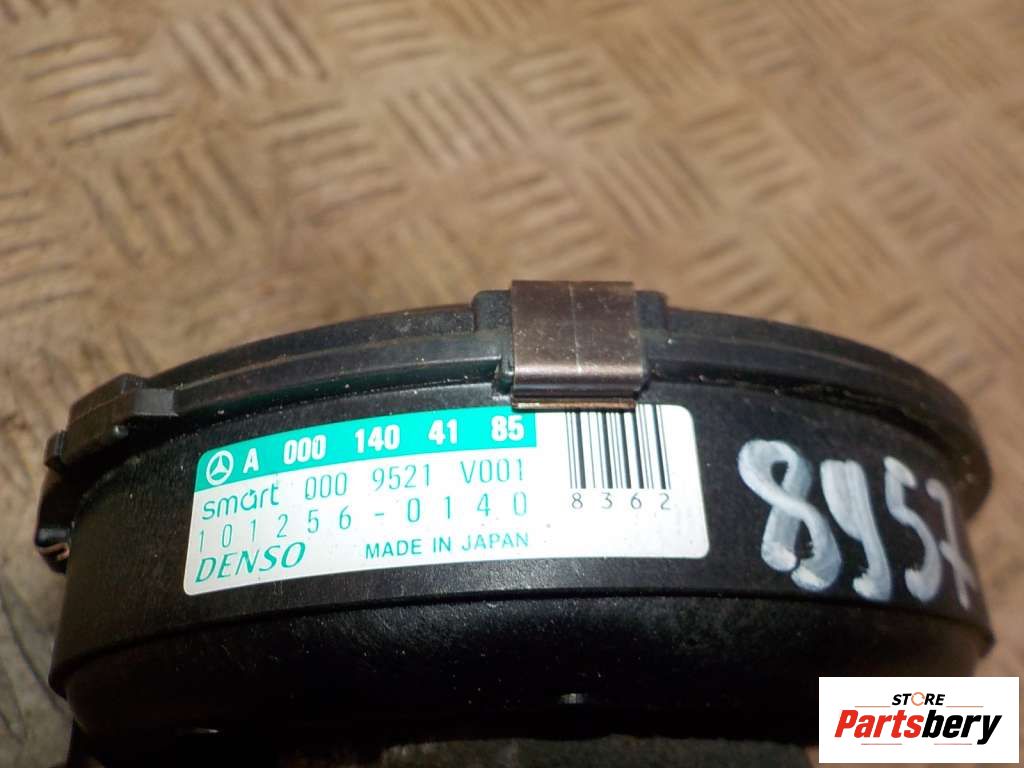 A 000 140 41 85
smart 000 9521 V001
101256-0140
DENSO MADE IN JAPAN
8362
8957
STORE
Partsbery